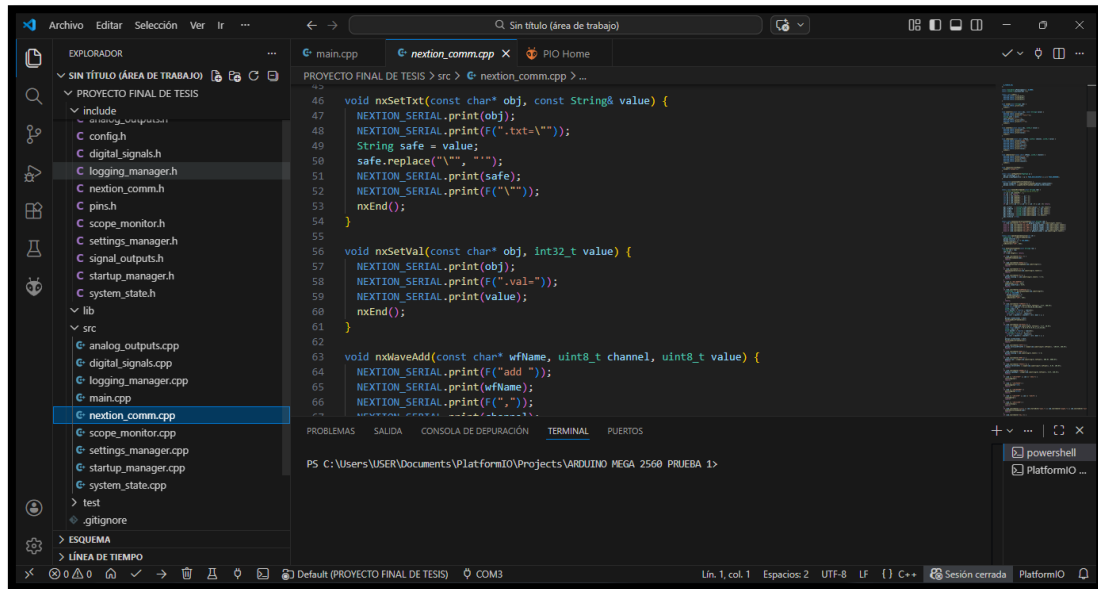 Archivo Editar Selección Ver Ir ···
Sin título (área de trabajo)
EXPLORADOR
main.cpp
nextion_comm.cpp
PIO Home
SIN TÍTULO (ÁREA DE TRABAJO)
PROYECTO FINAL DE TESIS > src > nextion_comm.cpp > ...
PROYECTO FINAL DE TESIS
include
analog_outputs.h
config.h
digital_signals.h
logging_manager.h
nextion_comm.h
pins.h
scope_monitor.h
settings_manager.h
signal_outputs.h
startup_manager.h
system_state.h
lib
src
analog_outputs.cpp
digital_signals.cpp
logging_manager.cpp
main.cpp
nextion_comm.cpp
scope_monitor.cpp
settings_manager.cpp
startup_manager.cpp
system_state.cpp
test
.gitignore
ESQUEMA
LÍNEA DE TIEMPO
45
46 void nxSetTxt(const char* obj, const String& value) {
47 NEXTION_SERIAL.print(obj);
48 NEXTION_SERIAL.print(F(".txt=\""));
49 String safe = value;
50 safe.replace("\"", "'");
51 NEXTION_SERIAL.print(safe);
52 NEXTION_SERIAL.print(F("\""));
53 nxEnd();
54 }
55
56 void nxSetVal(const char* obj, int32_t value) {
57 NEXTION_SERIAL.print(obj);
58 NEXTION_SERIAL.print(F(".val="));
59 NEXTION_SERIAL.print(value);
60 nxEnd();
61 }
62
63 void nxWaveAdd(const char* wfName, uint8_t channel, uint8_t value) {
64 NEXTION_SERIAL.print(F("add "));
65 NEXTION_SERIAL.print(wfName);
66 NEXTION_SERIAL.print(F(","));
67 NEXTION_SERIAL.print(channel);
PROBLEMAS SALIDA CONSOLA DE DEPURACIÓN TERMINAL PUERTOS
PS C:\Users\USER\Documents\PlatformIO\Projects\ARDUINO MEGA 2560 PRUEBA 1>
powershell
PlatformIO ...
0 0 Default (PROYECTO FINAL DE TESIS) COM3 Lín. 1, col. 1 Espacios: 2 UTF-8 LF {} C++ Sesión cerrada PlatformIO